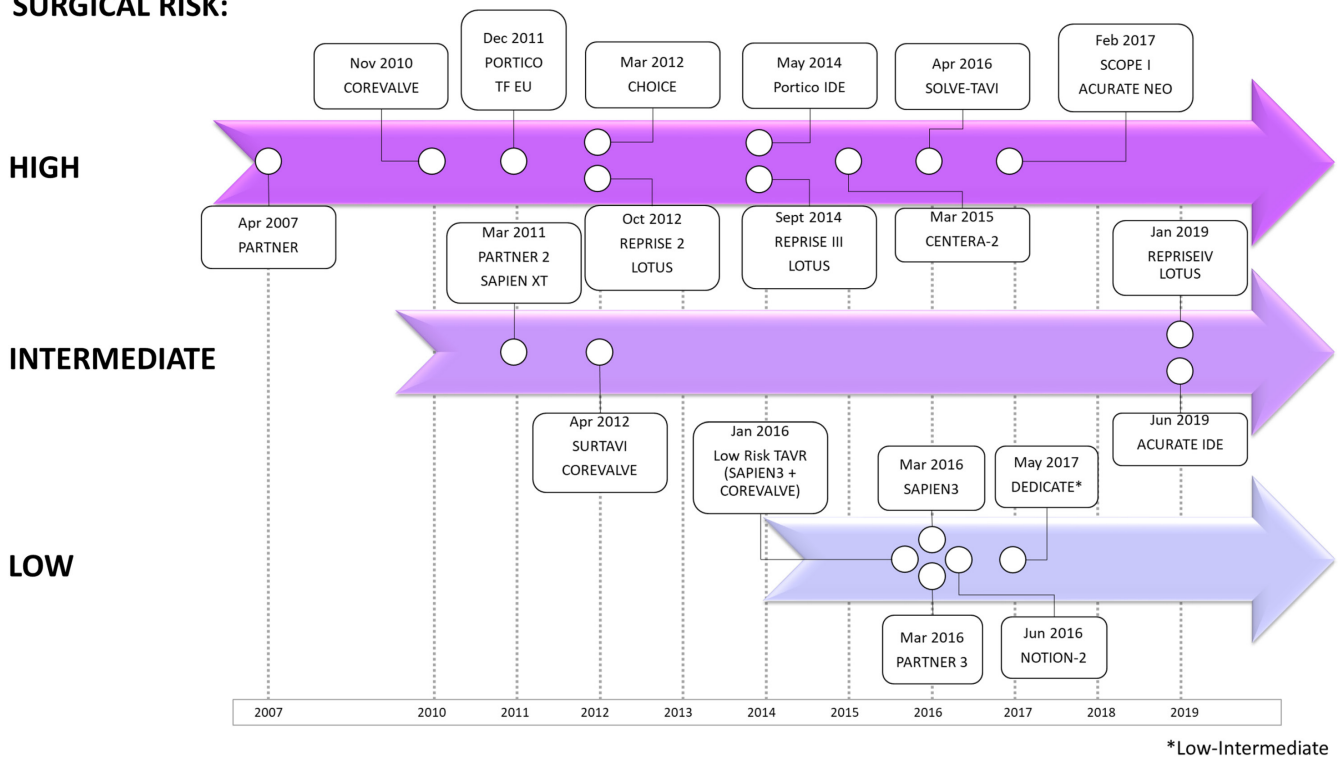 SURGICAL RISK:
HIGH
Nov 2010
COREVALVE
Dec 2011
PORTICO
TF EU
Mar 2012
CHOICE
May 2014
Portico IDE
Apr 2016
SOLVE-TAVI
Feb 2017
SCOPE I
ACURATE NEO
Apr 2007
PARTNER
Oct 2012
REPRISE 2
LOTUS
Sept 2014
REPRISE III
LOTUS
Mar 2015
CENTERA-2
INTERMEDIATE
Mar 2011
PARTNER 2
SAPIEN XT
Jan 2019
REPRISEIV
LOTUS
Apr 2012
SURTAVI
COREVALVE
Jun 2019
ACURATE IDE
LOW
Jan 2016
Low Risk TAVR
(SAPIEN3 +
COREVALVE)
Mar 2016
SAPIEN3
May 2017
DEDICATE*
Mar 2016
PARTNER 3
Jun 2016
NOTION-2
2007 2010 2011 2012 2013 2014 2015 2016 2017 2018 2019
*Low-Intermediate